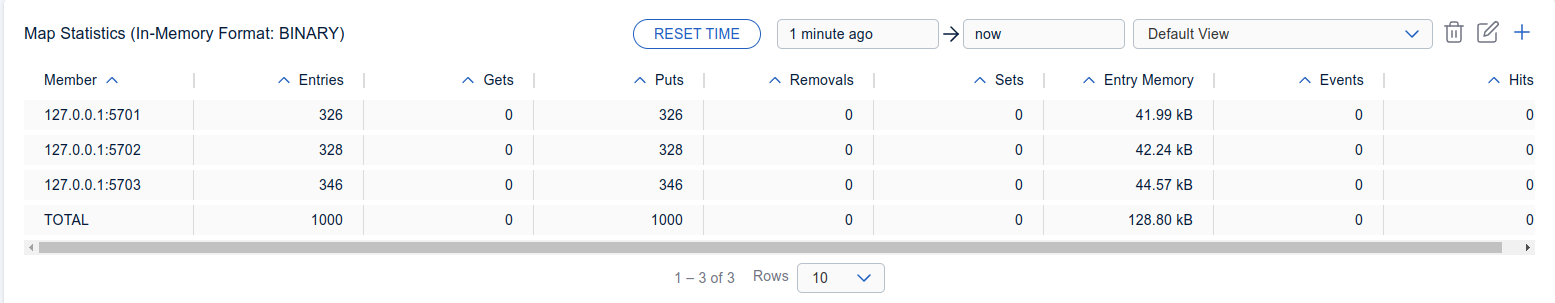 Map Statistics (In-Memory Format: BINARY) RESET TIME 1 minute ago now Default View
Member Entries Gets Puts Removals Sets Entry Memory Events Hits
127.0.0.1:5701 326 0 326 0 0 41.99 kB 0 0
127.0.0.1:5702 328 0 328 0 0 42.24 kB 0 0
127.0.0.1:5703 346 0 346 0 0 44.57 kB 0 0
TOTAL 1000 0 1000 0 0 128.80 kB 0 0
1 – 3 of 3 Rows 10